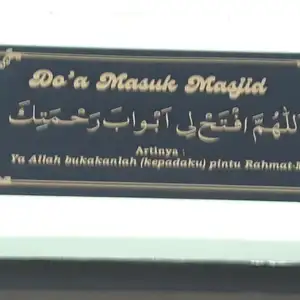 Do'a Masuk Masjid
اللّٰهُمَّ افْتَحْ لِي أَبْوَابَ رَحْمَتِكَ
Artinya :
Ya Allah bukakanlah (kepadaku) pintu Rahmat-